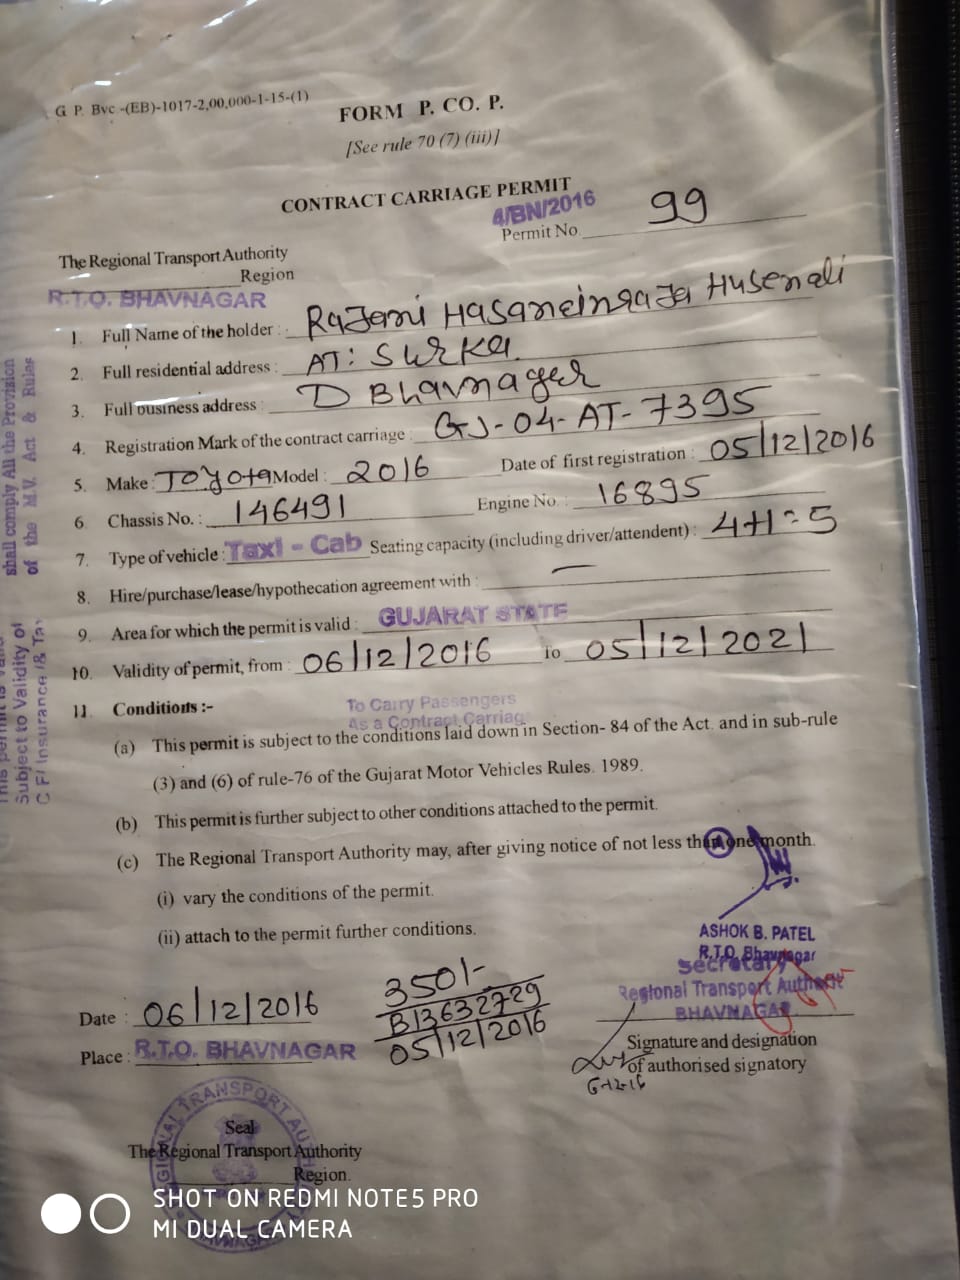 G. P. Bvc -(EB)-1017-2,00,000-1-15-(1)
FORM P. CO. P.
[See rule 70 (7) (iii)]
CONTRACT CARRIAGE PERMIT
4/BN/2016
Permit No 99
The Regional Transport Authority
Region
R.T.O. BHAVNAGAR
1. Full Name of the holder : Rajani Hasaneinraja Husenali
2. Full residential address : AT: Surka
3. Full business address : D Bhavnager
4. Registration Mark of the contract carriage : GJ-04-AT-7395
5. Make : Toyota Model : 2016 Date of first registration : 05/12/2016
6. Chassis No. : 146491 Engine No. : 16895
7. Type of vehicle : Taxi - Cab Seating capacity (including driver/attendent) : 4+1=5
8. Hire/purchase/lease/hypothecation agreement with : —
9. Area for which the permit is valid : GUJARAT STATE
10. Validity of permit, from : 06/12/2016 To 05/12/2021
11. Conditions :-
To Carry Passengers
As a Contract Carriag
(a) This permit is subject to the conditions laid down in Section- 84 of the Act. and in sub-rule
(3) and (6) of rule-76 of the Gujarat Motor Vehicles Rules. 1989.
(b) This permit is further subject to other conditions attached to the permit.
(c) The Regional Transport Authority may, after giving notice of not less than one month.
(i) vary the conditions of the permit.
(ii) attach to the permit further conditions.
ASHOK B. PATEL
R.T.O. Bhavnagar
Secretary
Regional Transport
BHAVNAGAR
350/-
B13632729
05/12/2016
Date : 06/12/2016
Place : R.T.O. BHAVNAGAR
Signature and designation
of authorised signatory
6-12-16
Seal
The Regional Transport Authority
Region.
REGIONAL TRANSPORT
shall comply All the Provision
of the M.V. Act & Rules
Subject to Validity of
C F/ Insurance /& Tax
SHOT ON REDMI NOTE 5 PRO
MI DUAL CAMERA